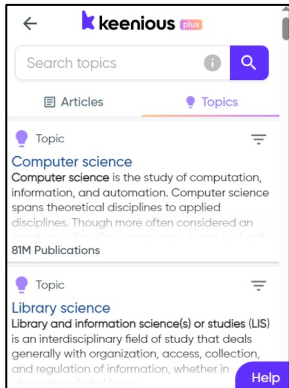 keenious plus
Search topics
Articles
Topics
Topic
Computer science
Computer science is the study of computation,
information, and automation. Computer science
spans theoretical disciplines to applied
disciplines. Though more often considered an
81M Publications
Topic
Library science
Library and information science(s) or studies (LIS)
is an interdisciplinary field of study that deals
generally with organization, access, collection,
and regulation of information, whether in
Help